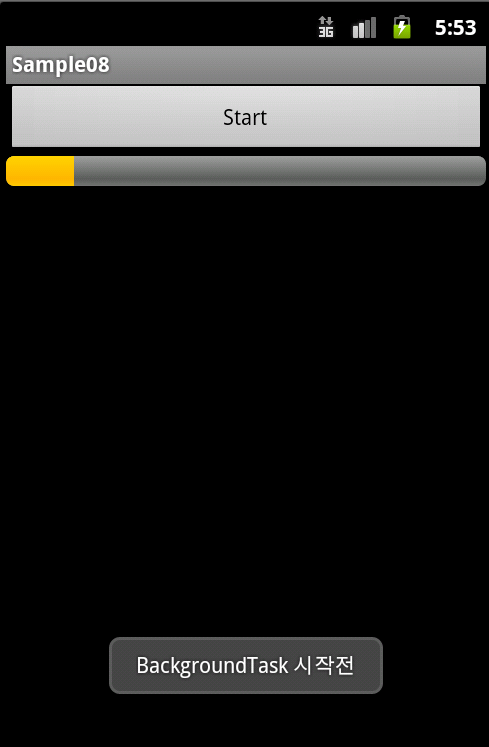 3G 5:53
Sample08
Start
BackgroundTask 시작전